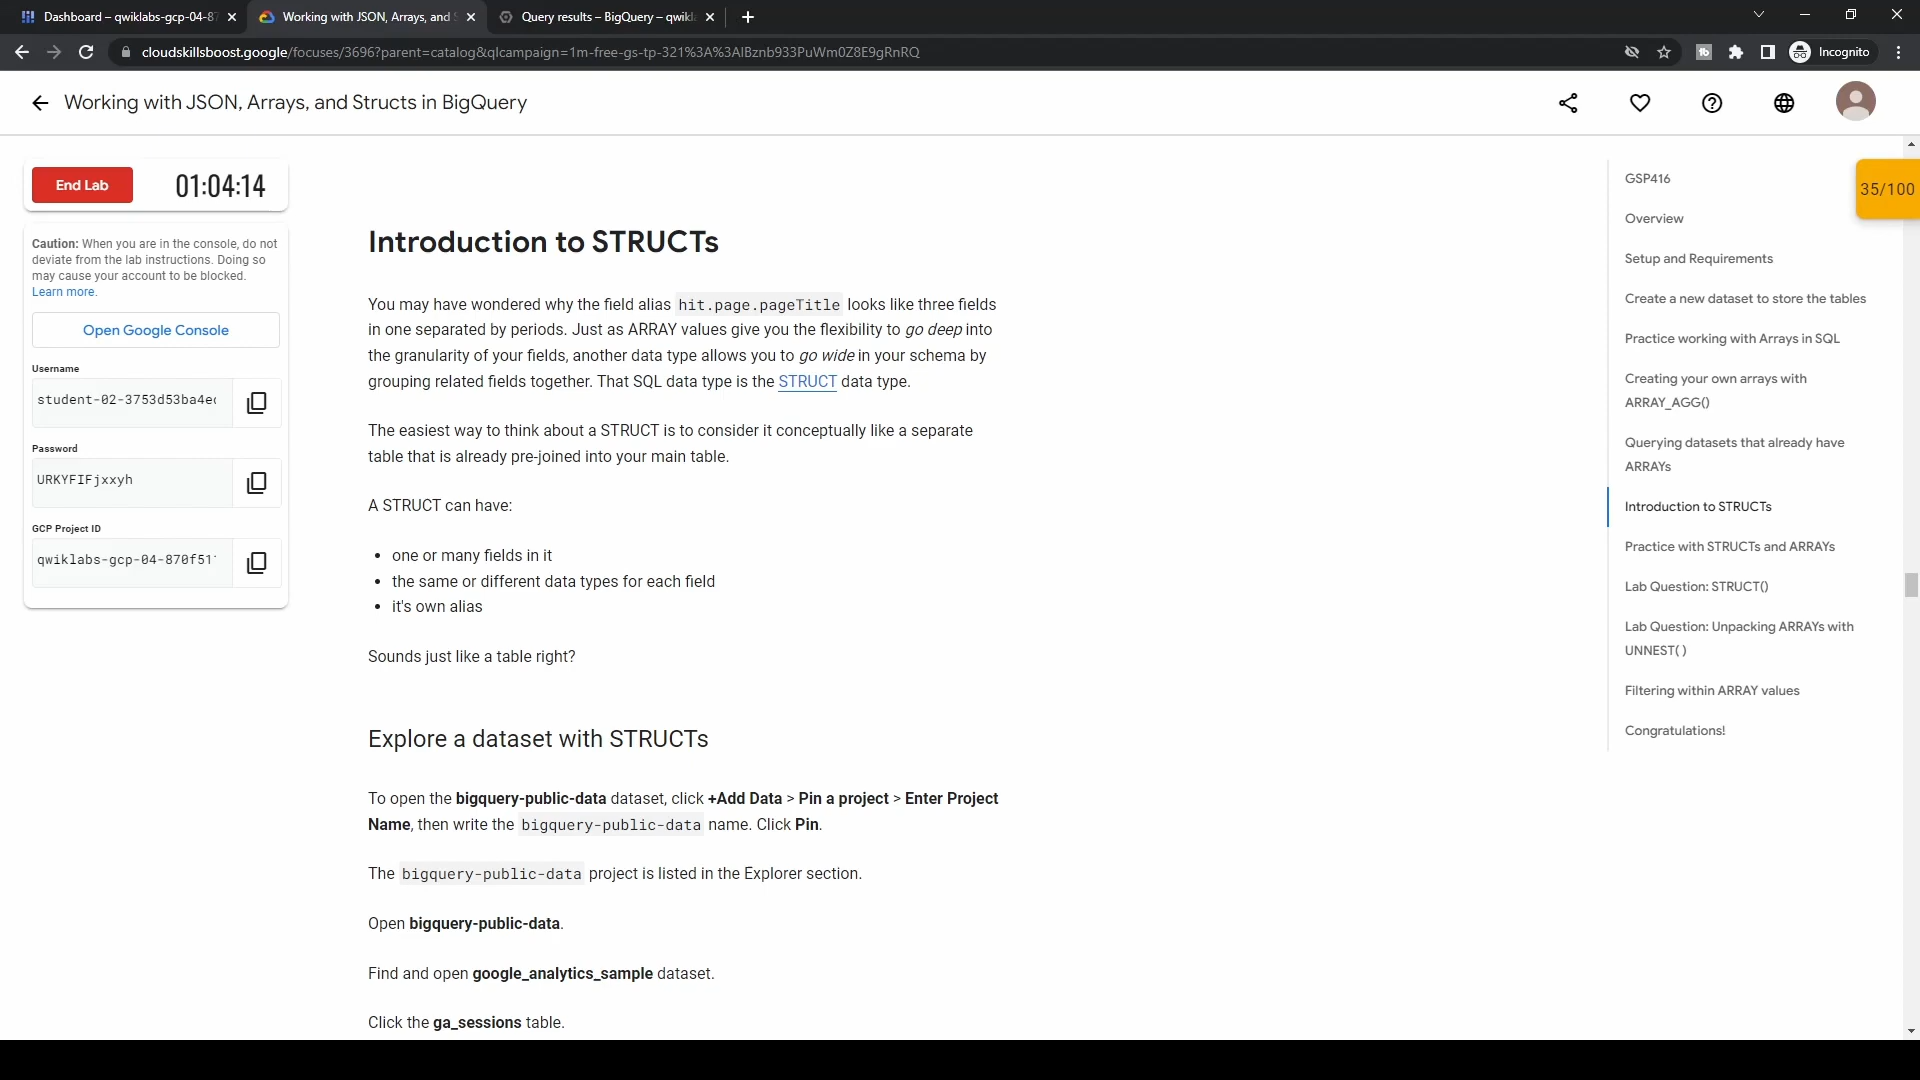 Dashboard – qwiklabs-gcp-04-87
Working with JSON, Arrays, and S
Query results – BigQuery – qwikl
cloudskillsboost.google/focuses/3696?parent=catalog&qlcampaign=1m-free-gs-tp-321%3A%3AIBznb933PuWm0Z8E9gRnRQ
Incognito
Working with JSON, Arrays, and Structs in BigQuery
End Lab
01:04:14
Caution: When you are in the console, do not
deviate from the lab instructions. Doing so
may cause your account to be blocked.
Learn more.
Open Google Console
Username
student-02-3753d53ba4ec
Password
URKYFIFjxxyh
GCP Project ID
qwiklabs-gcp-04-870f51
Introduction to STRUCTs
You may have wondered why the field alias hit.page.pageTitle looks like three fields
in one separated by periods. Just as ARRAY values give you the flexibility to go deep into
the granularity of your fields, another data type allows you to go wide in your schema by
grouping related fields together. That SQL data type is the STRUCT data type.
The easiest way to think about a STRUCT is to consider it conceptually like a separate
table that is already pre-joined into your main table.
A STRUCT can have:
• one or many fields in it
• the same or different data types for each field
• it's own alias
Sounds just like a table right?
Explore a dataset with STRUCTs
To open the bigquery-public-data dataset, click +Add Data > Pin a project > Enter Project
Name, then write the bigquery-public-data name. Click Pin.
The bigquery-public-data project is listed in the Explorer section.
Open bigquery-public-data.
Find and open google_analytics_sample dataset.
Click the ga_sessions table.
GSP416
35/100
Overview
Setup and Requirements
Create a new dataset to store the tables
Practice working with Arrays in SQL
Creating your own arrays with
ARRAY_AGG()
Querying datasets that already have
ARRAYs
Introduction to STRUCTs
Practice with STRUCTs and ARRAYs
Lab Question: STRUCT()
Lab Question: Unpacking ARRAYs with
UNNEST( )
Filtering within ARRAY values
Congratulations!